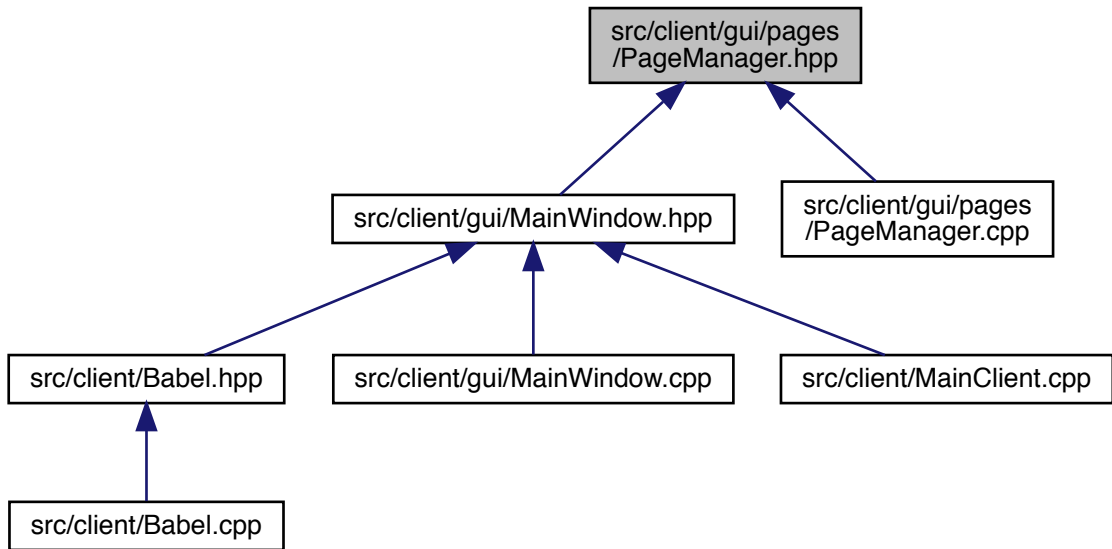 src/client/gui/pages
/PageManager.hpp
src/client/gui/MainWindow.hpp
src/client/gui/pages
/PageManager.cpp
src/client/Babel.hpp
src/client/gui/MainWindow.cpp
src/client/MainClient.cpp
src/client/Babel.cpp